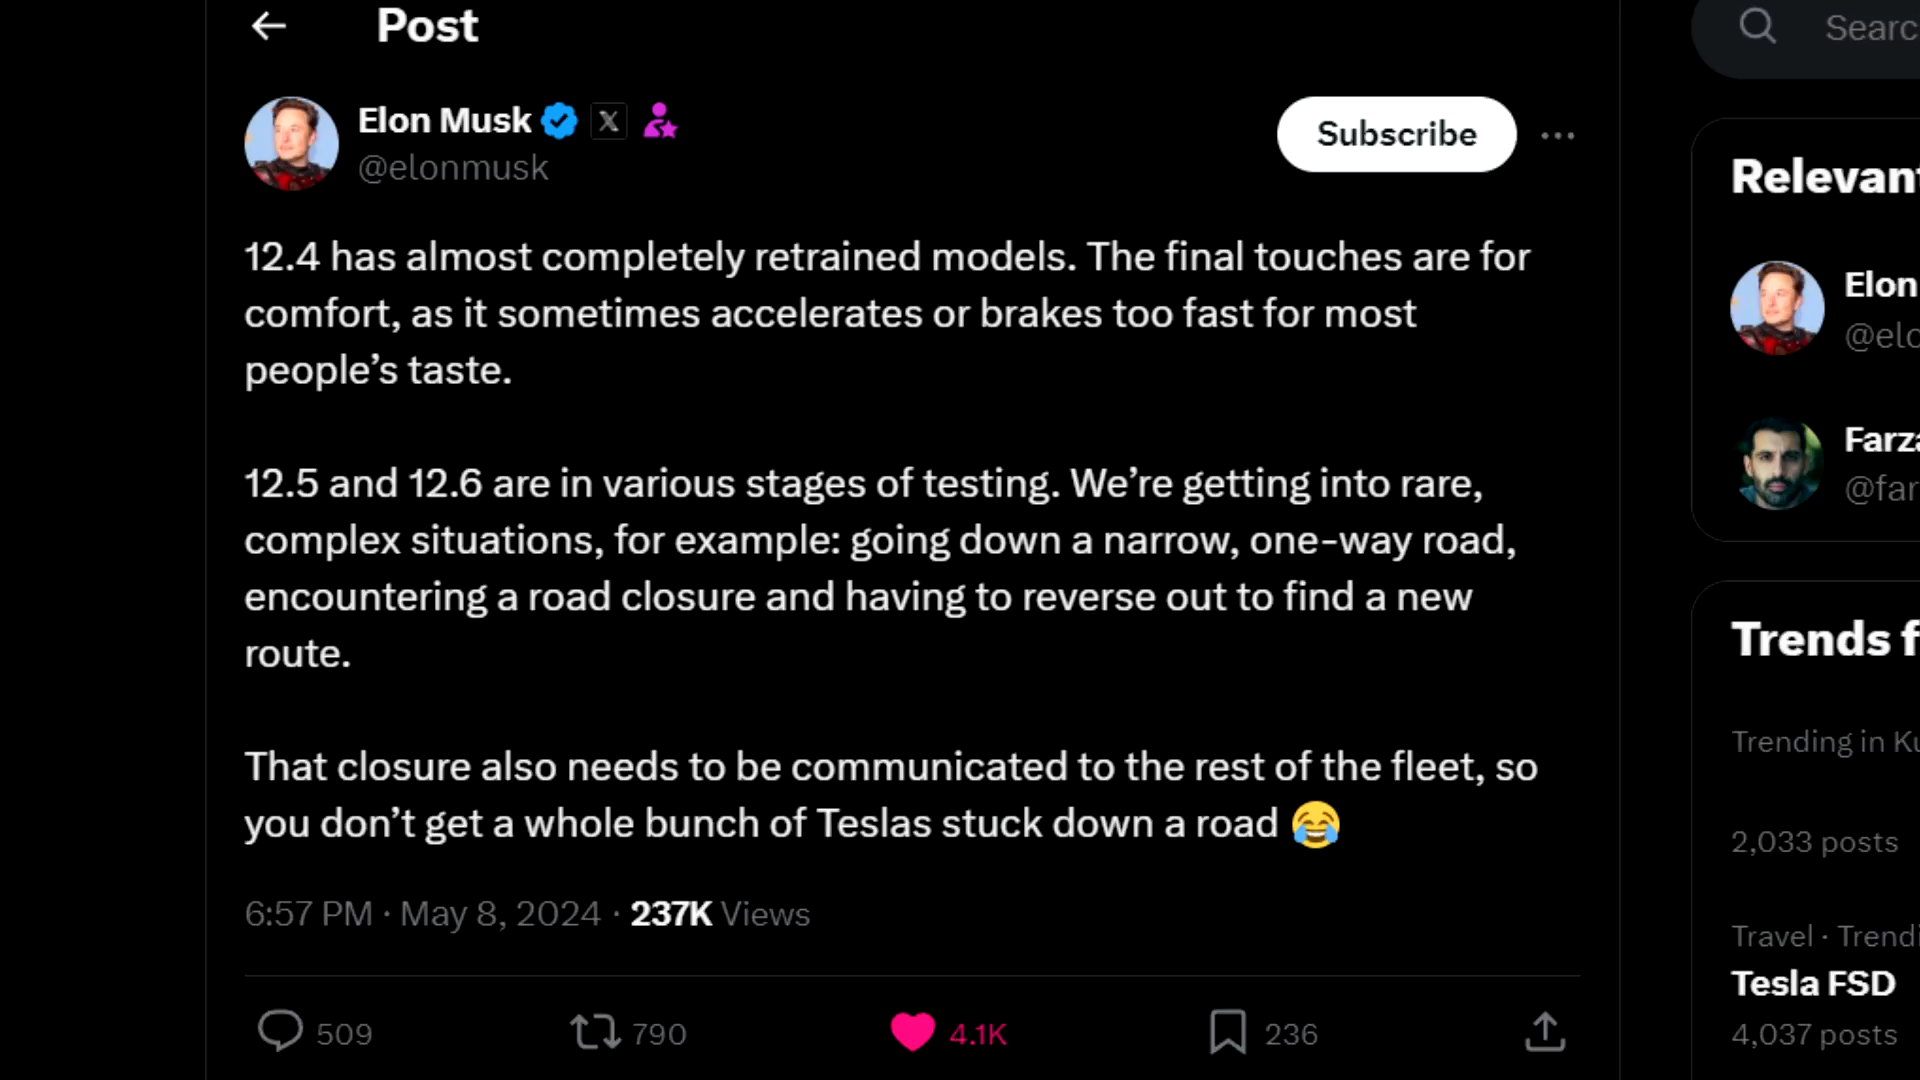 Post
Elon Musk
@elonmusk
Subscribe
12.4 has almost completely retrained models. The final touches are for
comfort, as it sometimes accelerates or brakes too fast for most
people’s taste.
12.5 and 12.6 are in various stages of testing. We’re getting into rare,
complex situations, for example: going down a narrow, one-way road,
encountering a road closure and having to reverse out to find a new
route.
That closure also needs to be communicated to the rest of the fleet, so
you don’t get a whole bunch of Teslas stuck down a road 😂
6:57 PM · May 8, 2024 · 237K Views
509 790 4.1K 236
Searc
Relevant
Elon
@elo
Farza
@far
Trends f
Trending in Ku
2,033 posts
Travel · Trendi
Tesla FSD
4,037 posts